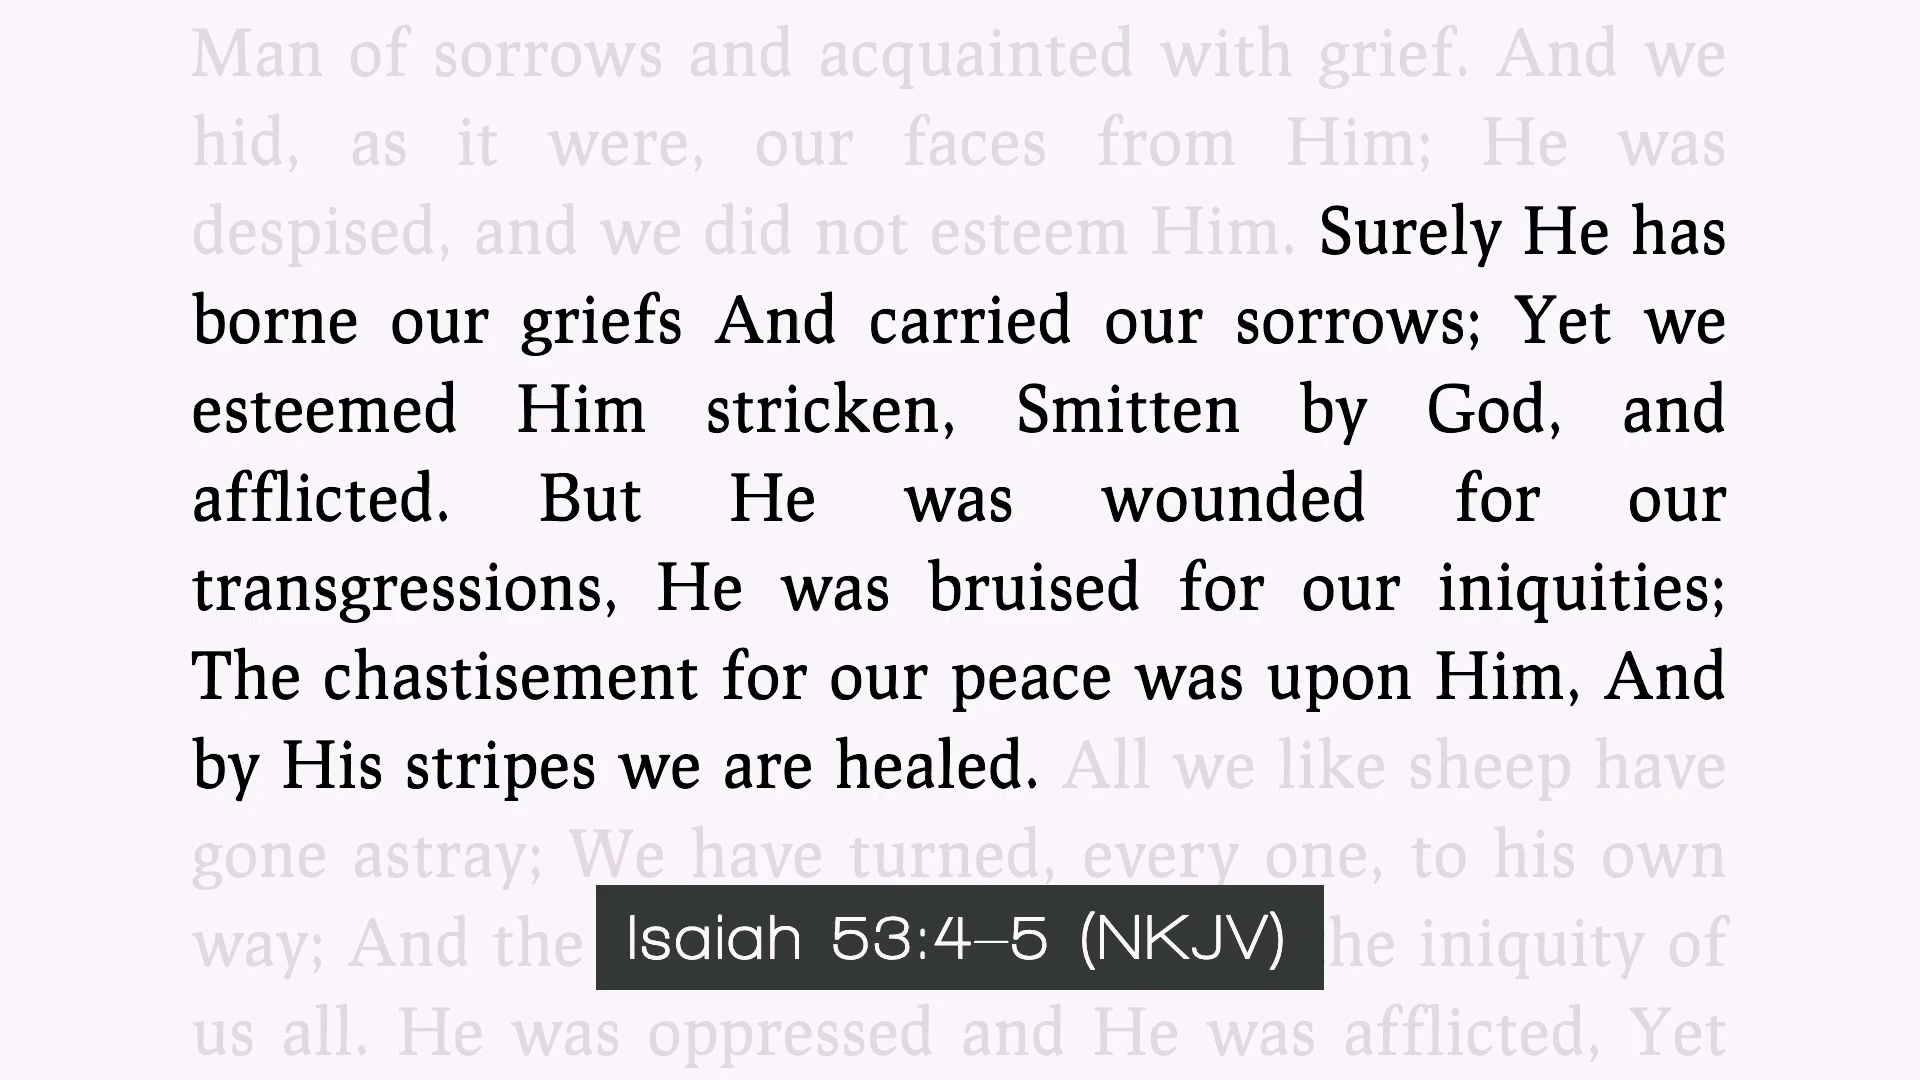 Man of sorrows and acquainted with grief. And we
hid, as it were, our faces from Him; He was
despised, and we did not esteem Him. Surely He has
borne our griefs And carried our sorrows; Yet we
esteemed Him stricken, Smitten by God, and
afflicted. But He was wounded for our
transgressions, He was bruised for our iniquities;
The chastisement for our peace was upon Him, And
by His stripes we are healed. All we like sheep have
gone astray; We have turned, every one, to his own
way; And the he iniquity of
Isaiah 53:4–5 (NKJV)
us all. He was oppressed and He was afflicted, Yet